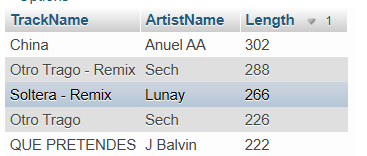 Options
TrackName ArtistName Length 1
China Anuel AA 302
Otro Trago - Remix Sech 288
Soltera - Remix Lunay 266
Otro Trago Sech 226
QUE PRETENDES J Balvin 222